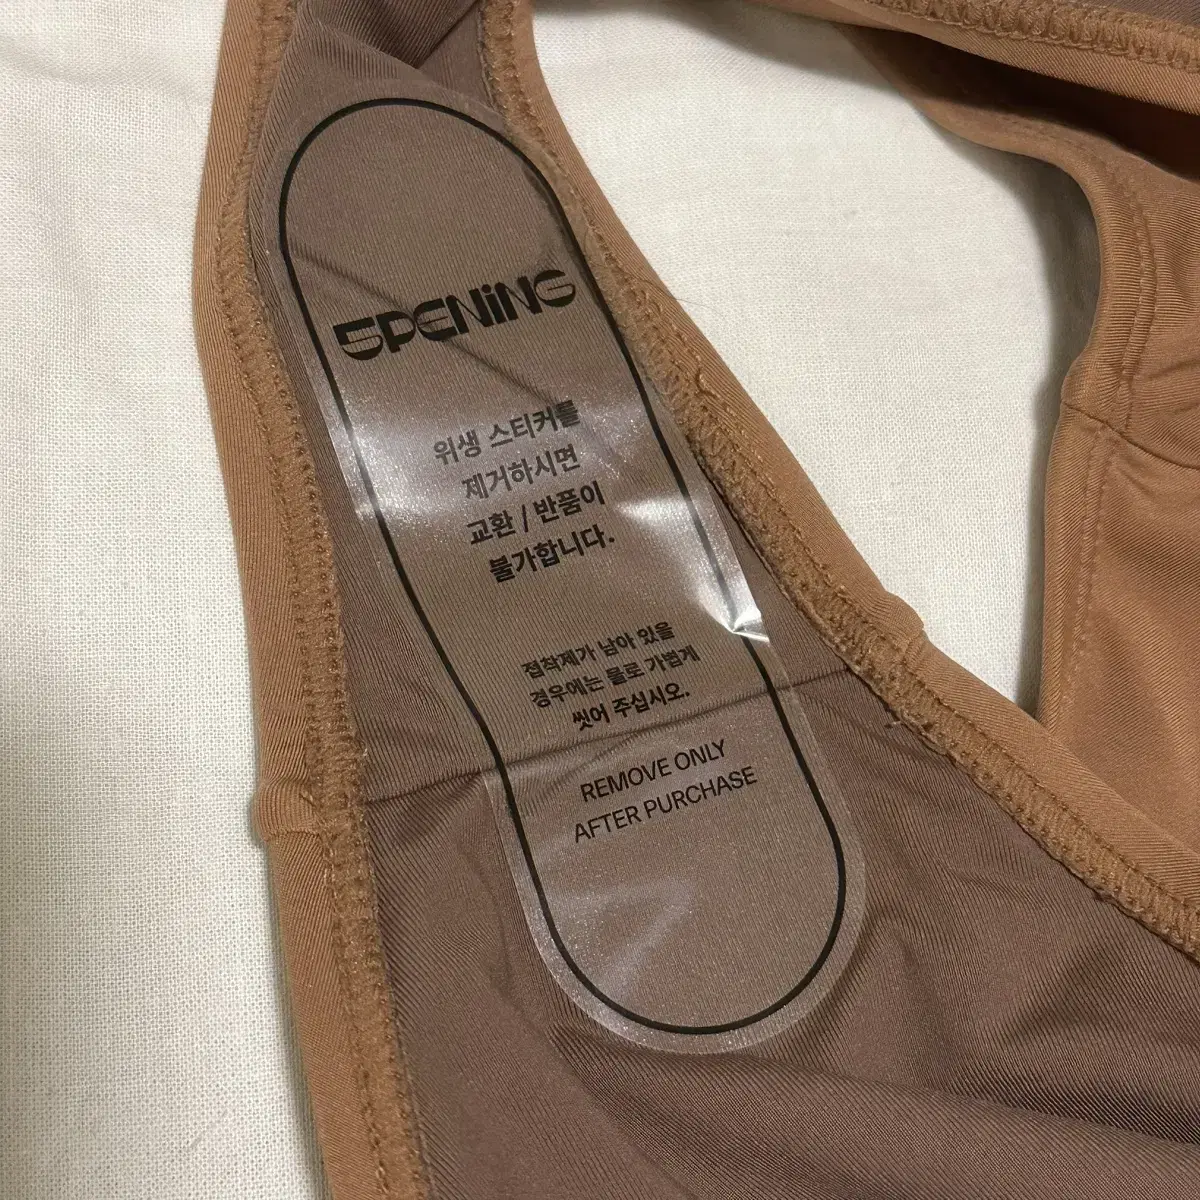 5PENiNG
위생 스티커를
제거하시면
교환 / 반품이
불가합니다.
접착제가 남아 있을
경우에는 물로 가볍게
씻어 주십시오.
REMOVE ONLY
AFTER PURCHASE